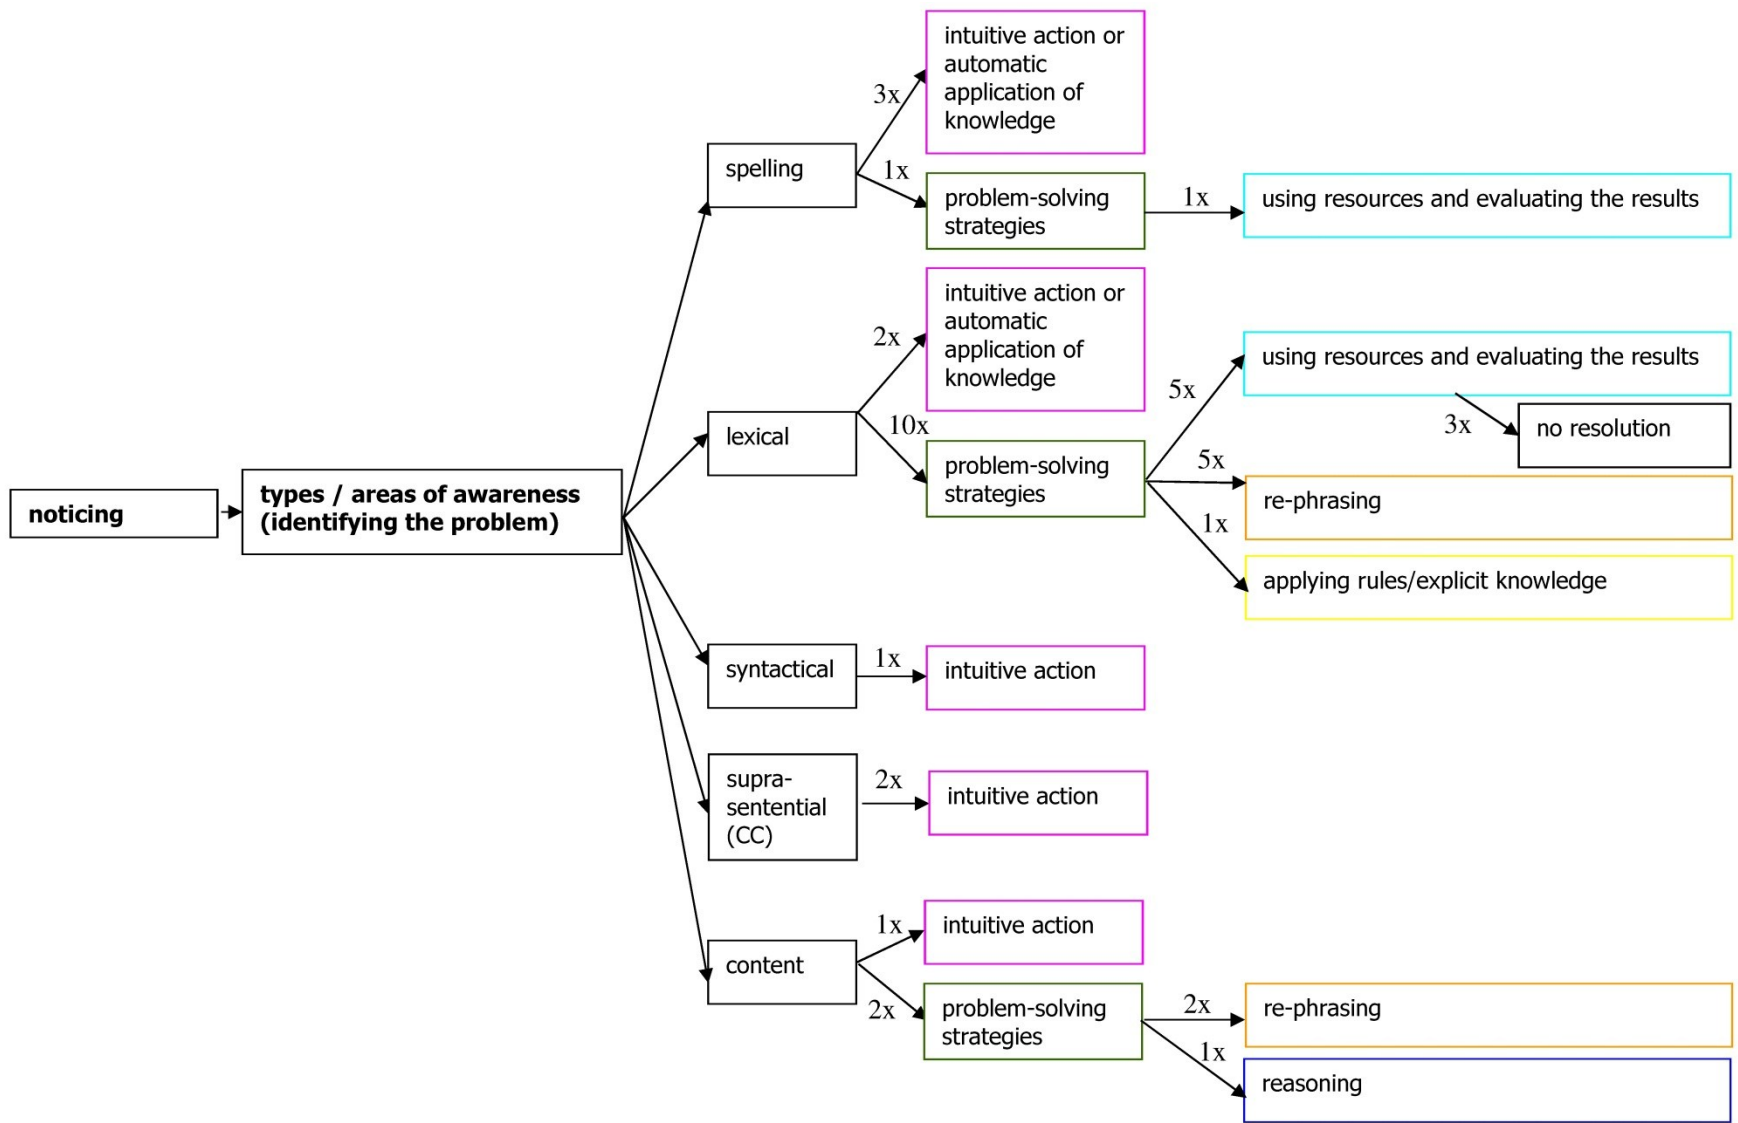 noticing
types / areas of awareness
(identifying the problem)
spelling
3x
intuitive action or
automatic
application of
knowledge
1x
problem-solving
strategies
1x
using resources and evaluating the results
lexical
2x
intuitive action or
automatic
application of
knowledge
10x
problem-solving
strategies
5x
using resources and evaluating the results
3x
no resolution
5x
re-phrasing
1x
applying rules/explicit knowledge
syntactical
1x
intuitive action
supra-
sentential
(CC)
2x
intuitive action
content
1x
intuitive action
2x
problem-solving
strategies
2x
re-phrasing
1x
reasoning